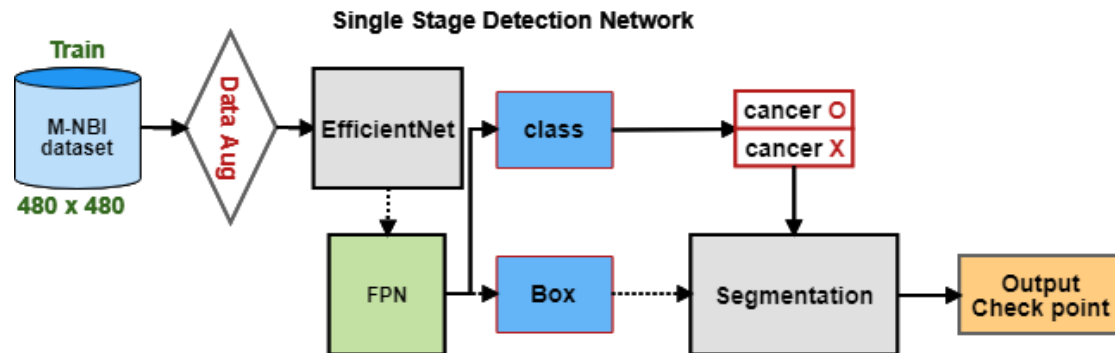 Single Stage Detection Network
Train
M-NBI
dataset
480 x 480
Data Aug
EfficientNet
FPN
class
Box
cancer O
cancer X
Segmentation
Output
Check point